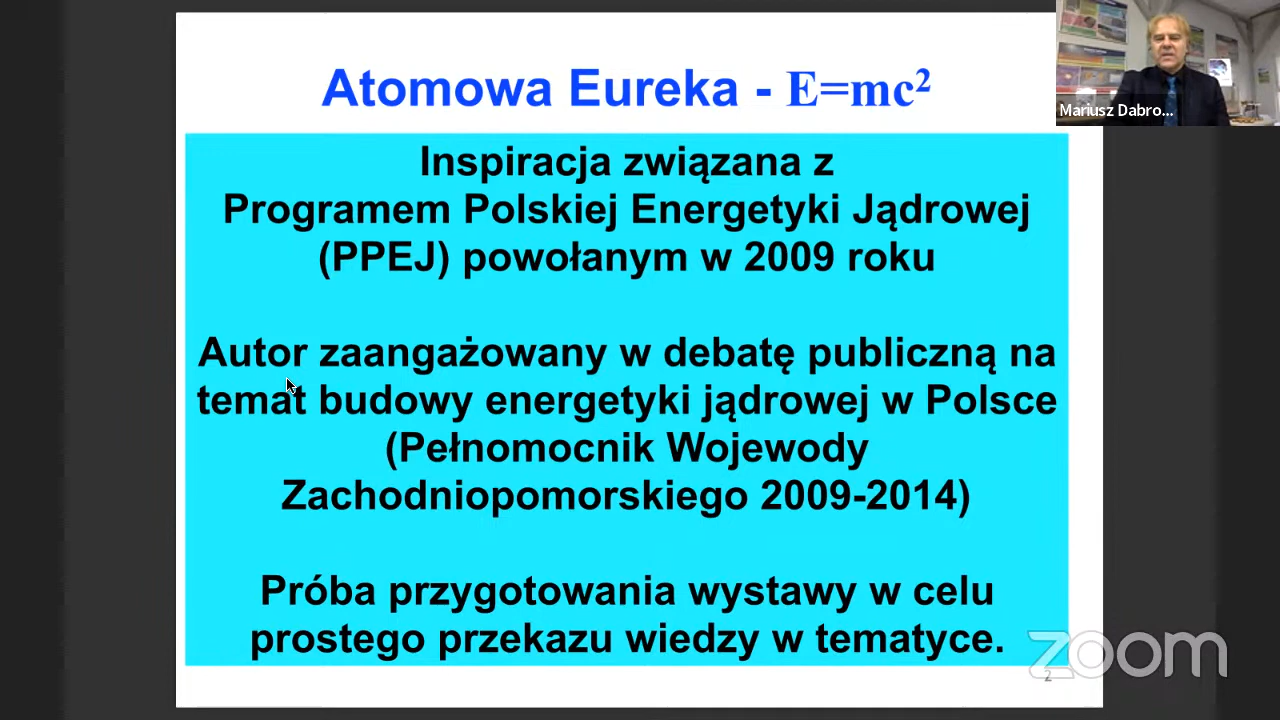 Atomowa Eureka - E=mc²
Inspiracja związana z
Programem Polskiej Energetyki Jądrowej
(PPEJ) powołanym w 2009 roku
Autor zaangażowany w debatę publiczną na
temat budowy energetyki jądrowej w Polsce
(Pełnomocnik Wojewody
Zachodniopomorskiego 2009-2014)
Próba przygotowania wystawy w celu
prostego przekazu wiedzy w tematyce.
2
Mariusz Dabro...
zoom